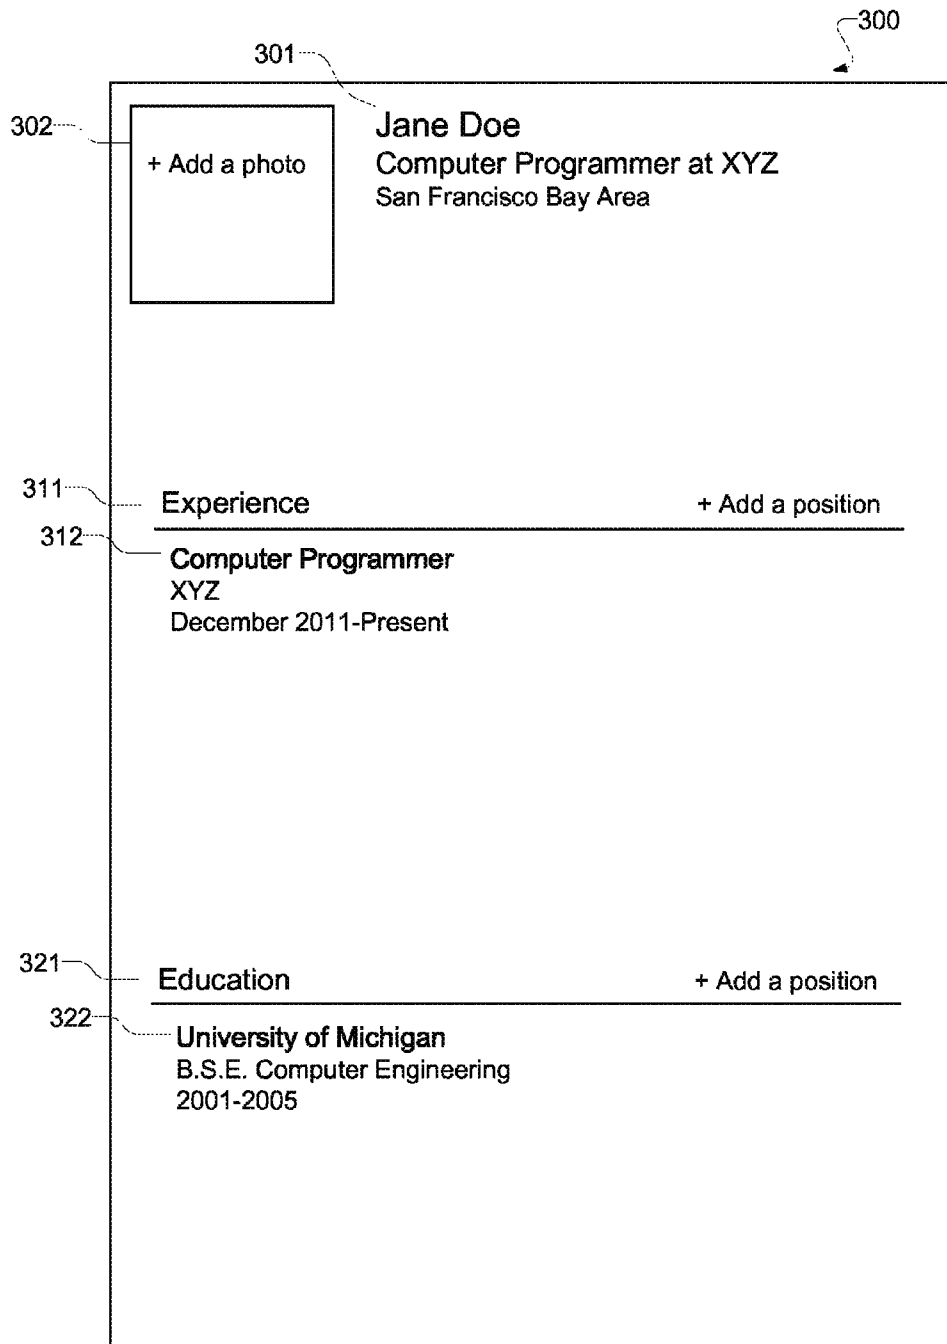 300
301
302
+ Add a photo
Jane Doe
Computer Programmer at XYZ
San Francisco Bay Area
311
Experience
+ Add a position
312
Computer Programmer
XYZ
December 2011-Present
321
Education
+ Add a position
322
University of Michigan
B.S.E. Computer Engineering
2001-2005